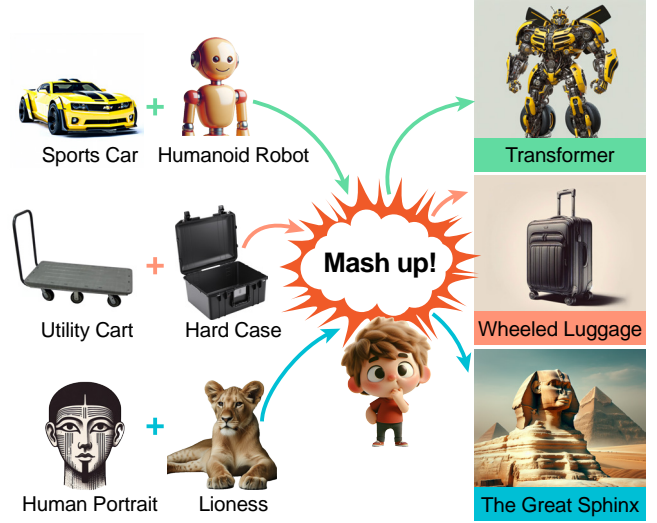 Sports Car + Humanoid Robot
Transformer
Mash up!
Utility Cart + Hard Case
Wheeled Luggage
Human Portrait + Lioness
The Great Sphinx